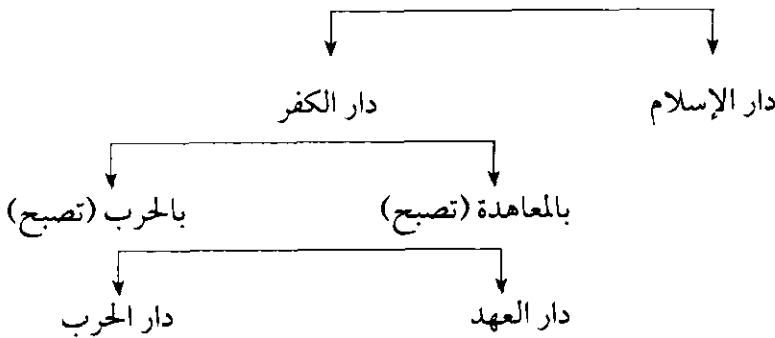 دار الإسلام دار الكفر
بالمعاهدة (تصبح) بالحرب (تصبح)
دار العهد دار الحرب